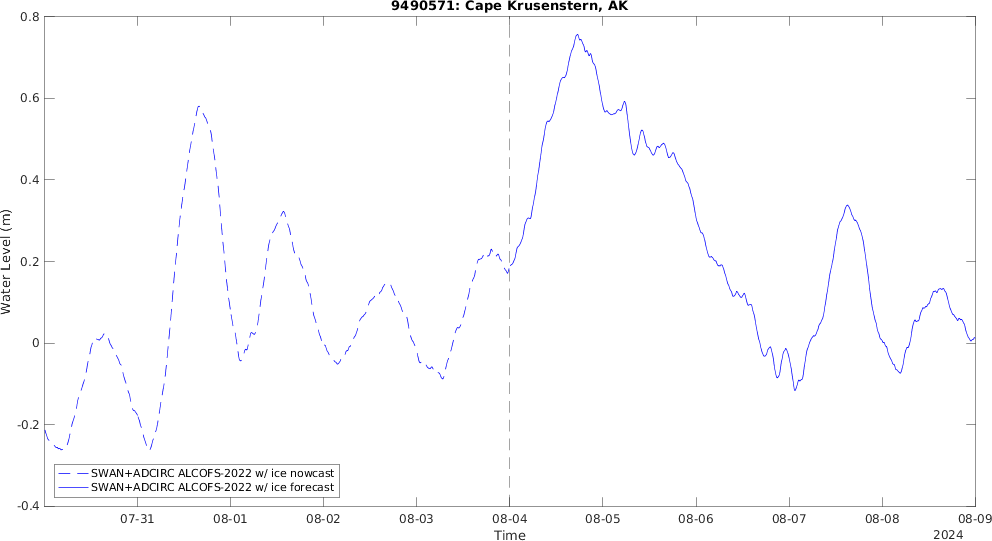 9490571: Cape Krusenstern, AK
0.8
0.6
0.4
0.2
0
-0.2
-0.4
Water Level (m)
SWAN+ADCIRC ALCOFS-2022 w/ ice nowcast
SWAN+ADCIRC ALCOFS-2022 w/ ice forecast
07-31 08-01 08-02 08-03 08-04 08-05 08-06 08-07 08-08 08-09
Time
2024